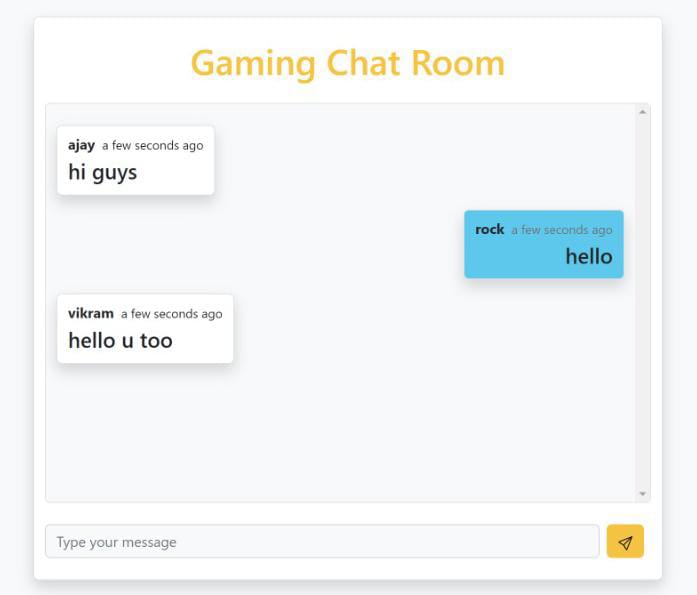 Gaming Chat Room
ajay a few seconds ago
hi guys
rock a few seconds ago
hello
vikram a few seconds ago
hello u too
Type your message